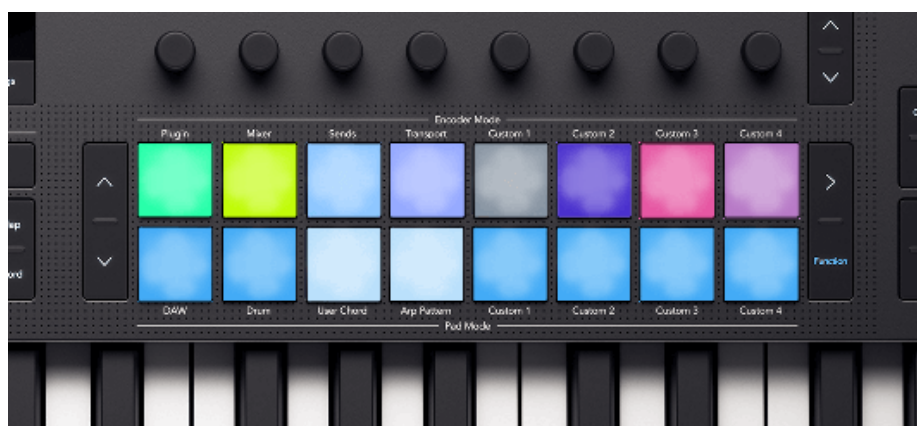 Encoder Mode
Plugin Mixer Sends Transport Custom 1 Custom 2 Custom 3 Custom 4
Function
DAW Drum User Chord Arp Pattern Custom 1 Custom 2 Custom 3 Custom 4
Pad Mode